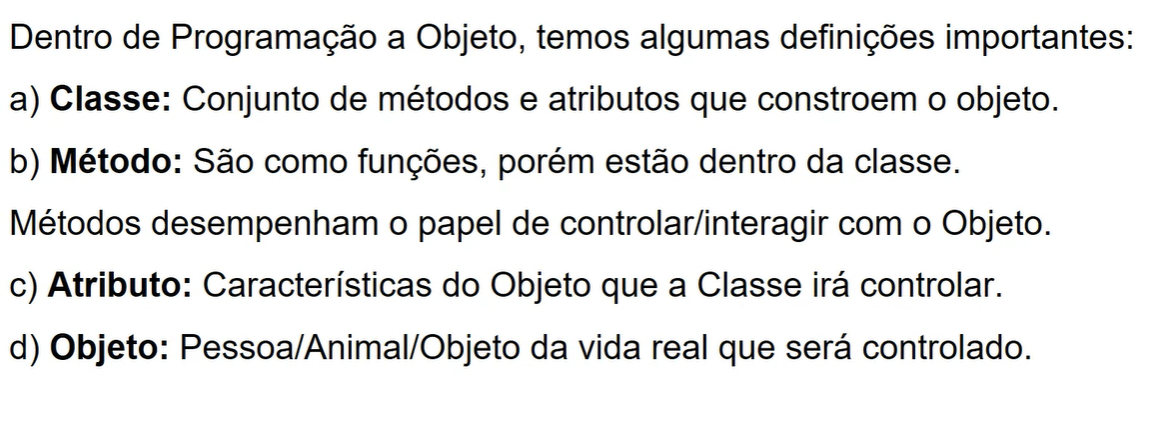 Dentro de Programação a Objeto, temos algumas definições importantes:
a) Classe: Conjunto de métodos e atributos que constroem o objeto.
b) Método: São como funções, porém estão dentro da classe.
Métodos desempenham o papel de controlar/interagir com o Objeto.
c) Atributo: Características do Objeto que a Classe irá controlar.
d) Objeto: Pessoa/Animal/Objeto da vida real que será controlado.